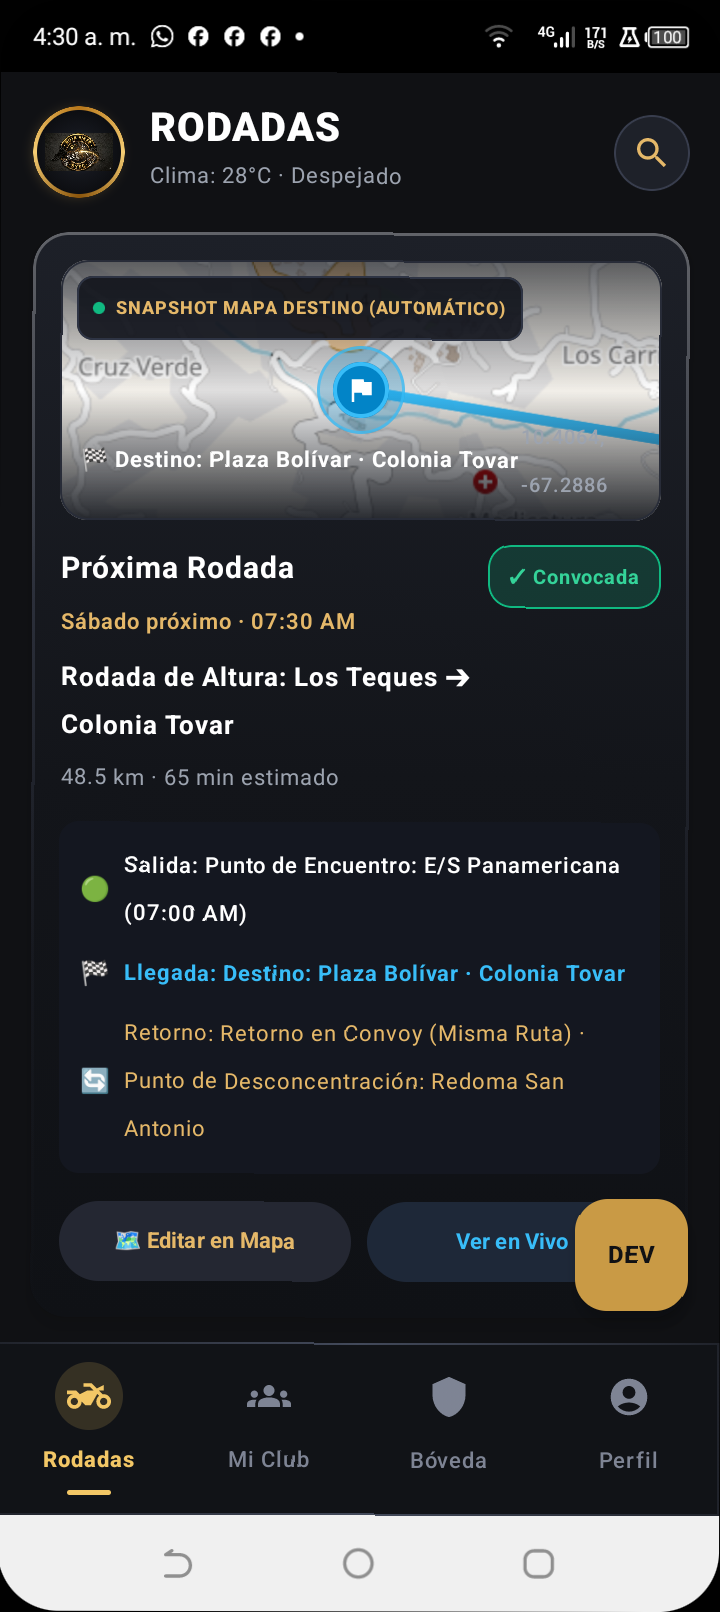 4:30 a. m.
4G
171
B/S
100
RODADAS
Clima: 28°C · Despejado
SNAPSHOT MAPA DESTINO (AUTOMÁTICO)
Cruz Verde
Los Carr
🏁 Destino: Plaza Bolívar · Colonia Tovar
-67.2886
Próxima Rodada
✓ Convocada
Sábado próximo · 07:30 AM
Rodada de Altura: Los Teques ➔
Colonia Tovar
48.5 km · 65 min estimado
Salida: Punto de Encuentro: E/S Panamericana
(07:00 AM)
Llegada: Destino: Plaza Bolívar · Colonia Tovar
Retorno: Retorno en Convoy (Misma Ruta) ·
Punto de Desconcentración: Redoma San
Antonio
Editar en Mapa
Ver en Vivo
DEV
Rodadas
Mi Club
Bóveda
Perfil